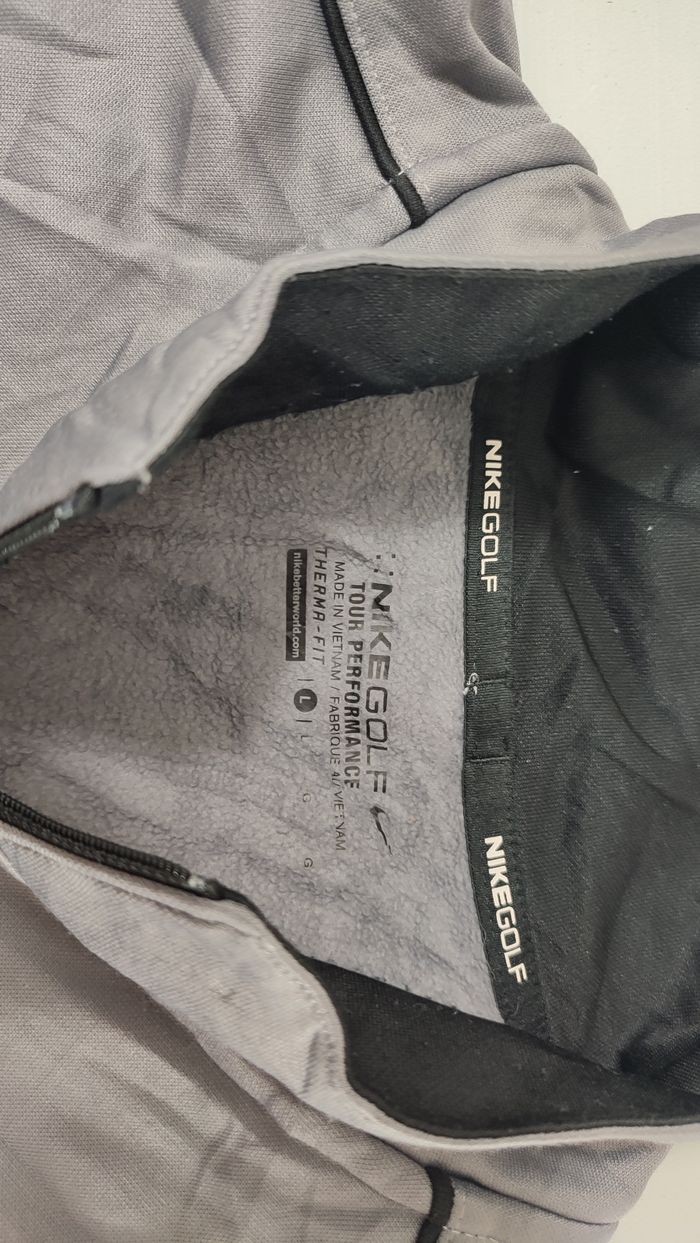 NIKEGOLF
NIKEGOLF
NIKEGOLF
TOUR PERFORMANCE
MADE IN VIETNAM / FABRIQUE AU VIETNAM
THERMA-FIT | L | L G G
nikebetterworld.com